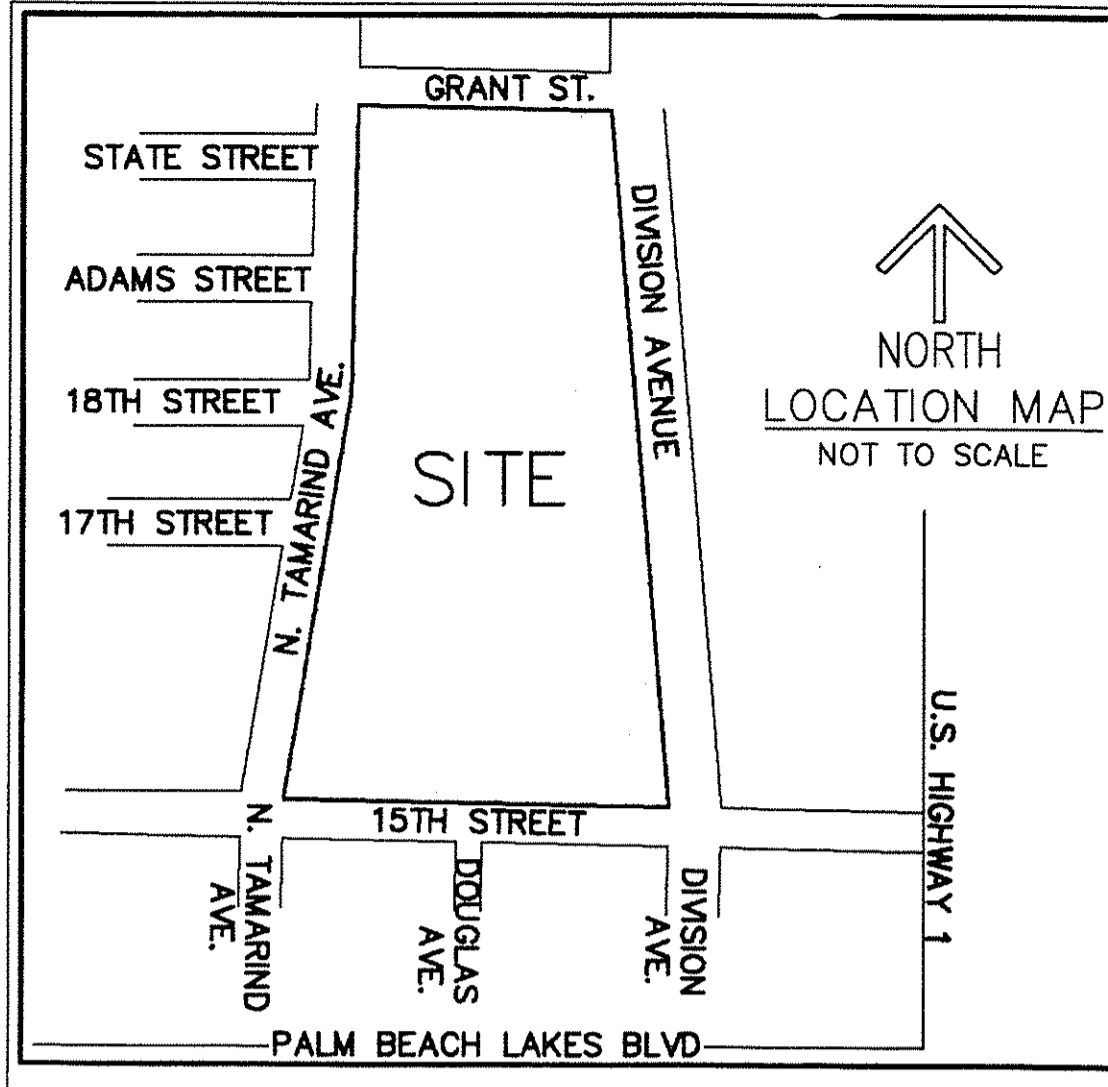 GRANT ST.
STATE STREET
DIVISION AVENUE
ADAMS STREET
NORTH
18TH STREET
N. TAMARIND AVE.
LOCATION MAP
NOT TO SCALE
SITE
17TH STREET
U.S. HIGHWAY 1
15TH STREET
N. TAMARIND
AVE.
DOUGLAS
AVE.
DIVISION
AVE.
PALM BEACH LAKES BLVD